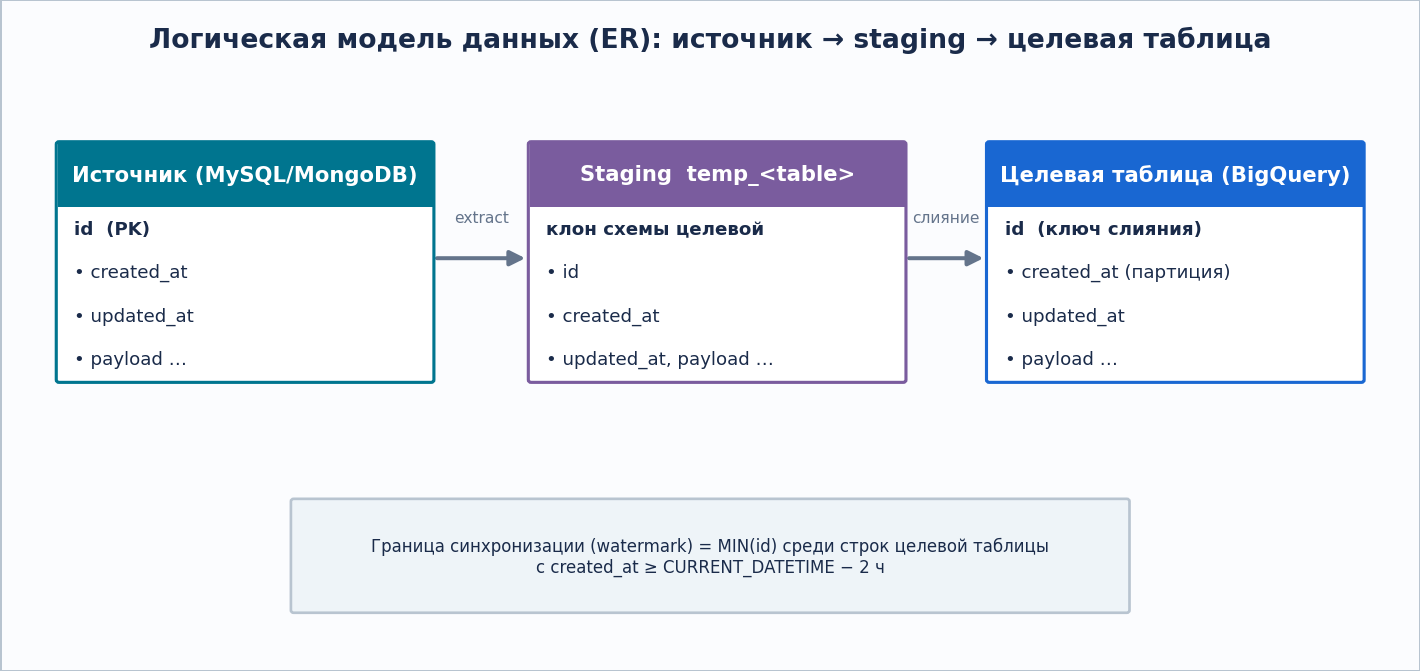 Логическая модель данных (ER): источник → staging → целевая таблица
Источник (MySQL/MongoDB)
id (PK)
• created_at
• updated_at
• payload …
extract
Staging temp_<table>
клон схемы целевой
• id
• created_at
• updated_at, payload …
слияние
Целевая таблица (BigQuery)
id (ключ слияния)
• created_at (партиция)
• updated_at
• payload …
Граница синхронизации (watermark) = MIN(id) среди строк целевой таблицы
с created_at ≥ CURRENT_DATETIME − 2 ч